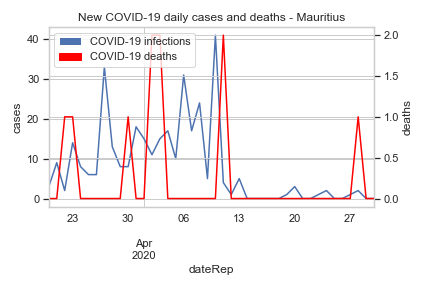 New COVID-19 daily cases and deaths - Mauritius
COVID-19 infections
COVID-19 deaths
cases
40
30
20
10
0
deaths
2.0
1.5
1.0
0.5
0.0
23
30
06
13
20
27
Apr
2020
dateRep